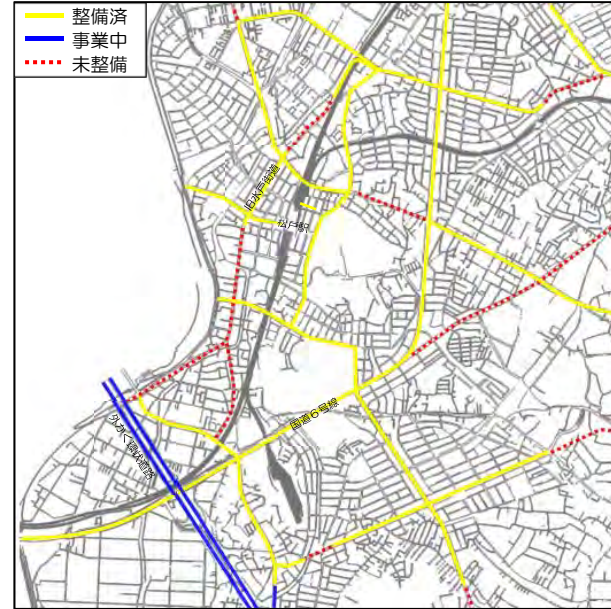 整備済
事業中
未整備
旧水戸街道
松戸駅
国道6号線
外かく環状道路